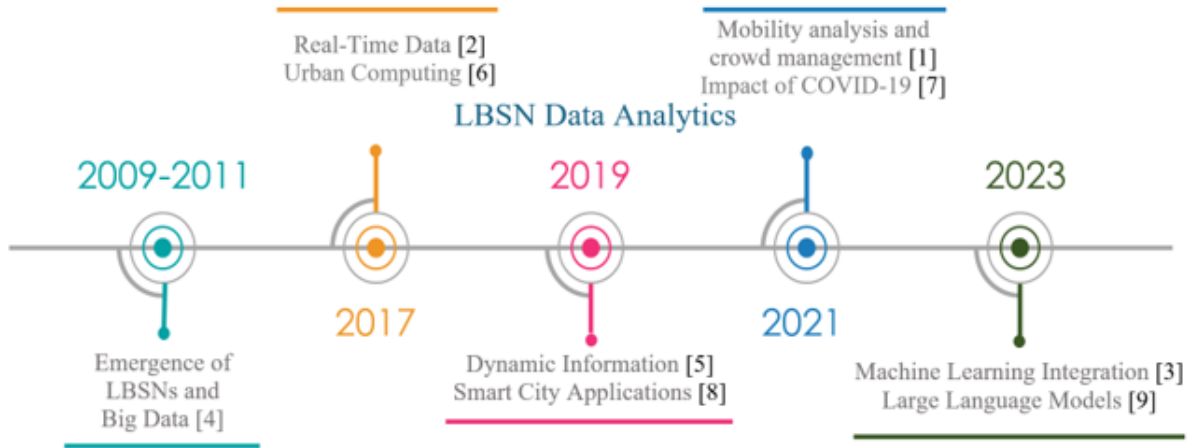 Real-Time Data [2]
Urban Computing [6]
Mobility analysis and
crowd management [1]
Impact of COVID-19 [7]
LBSN Data Analytics
2009-2011
2019
2023
2017
2021
Emergence of
LBSNs and
Big Data [4]
Dynamic Information [5]
Smart City Applications [8]
Machine Learning Integration [3]
Large Language Models [9]